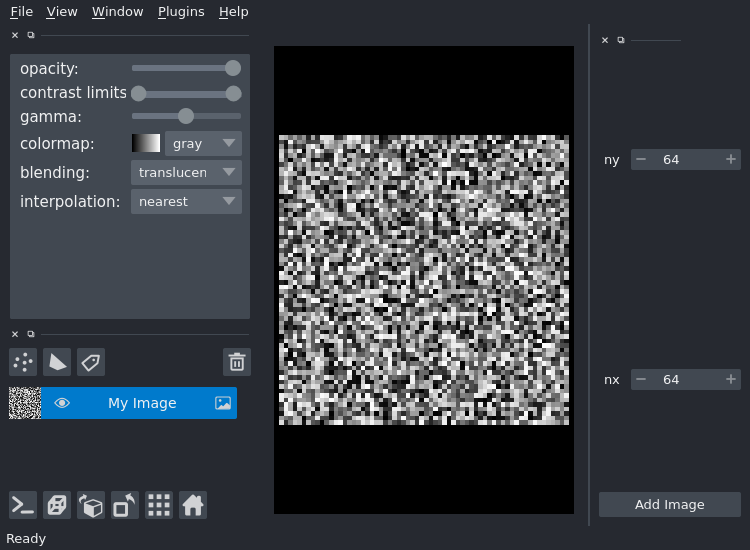 File View Window Plugins Help
opacity:
contrast limits
gamma:
colormap: gray
blending: translucen
interpolation: nearest
My Image
ny 64
nx 64
Add Image
Ready